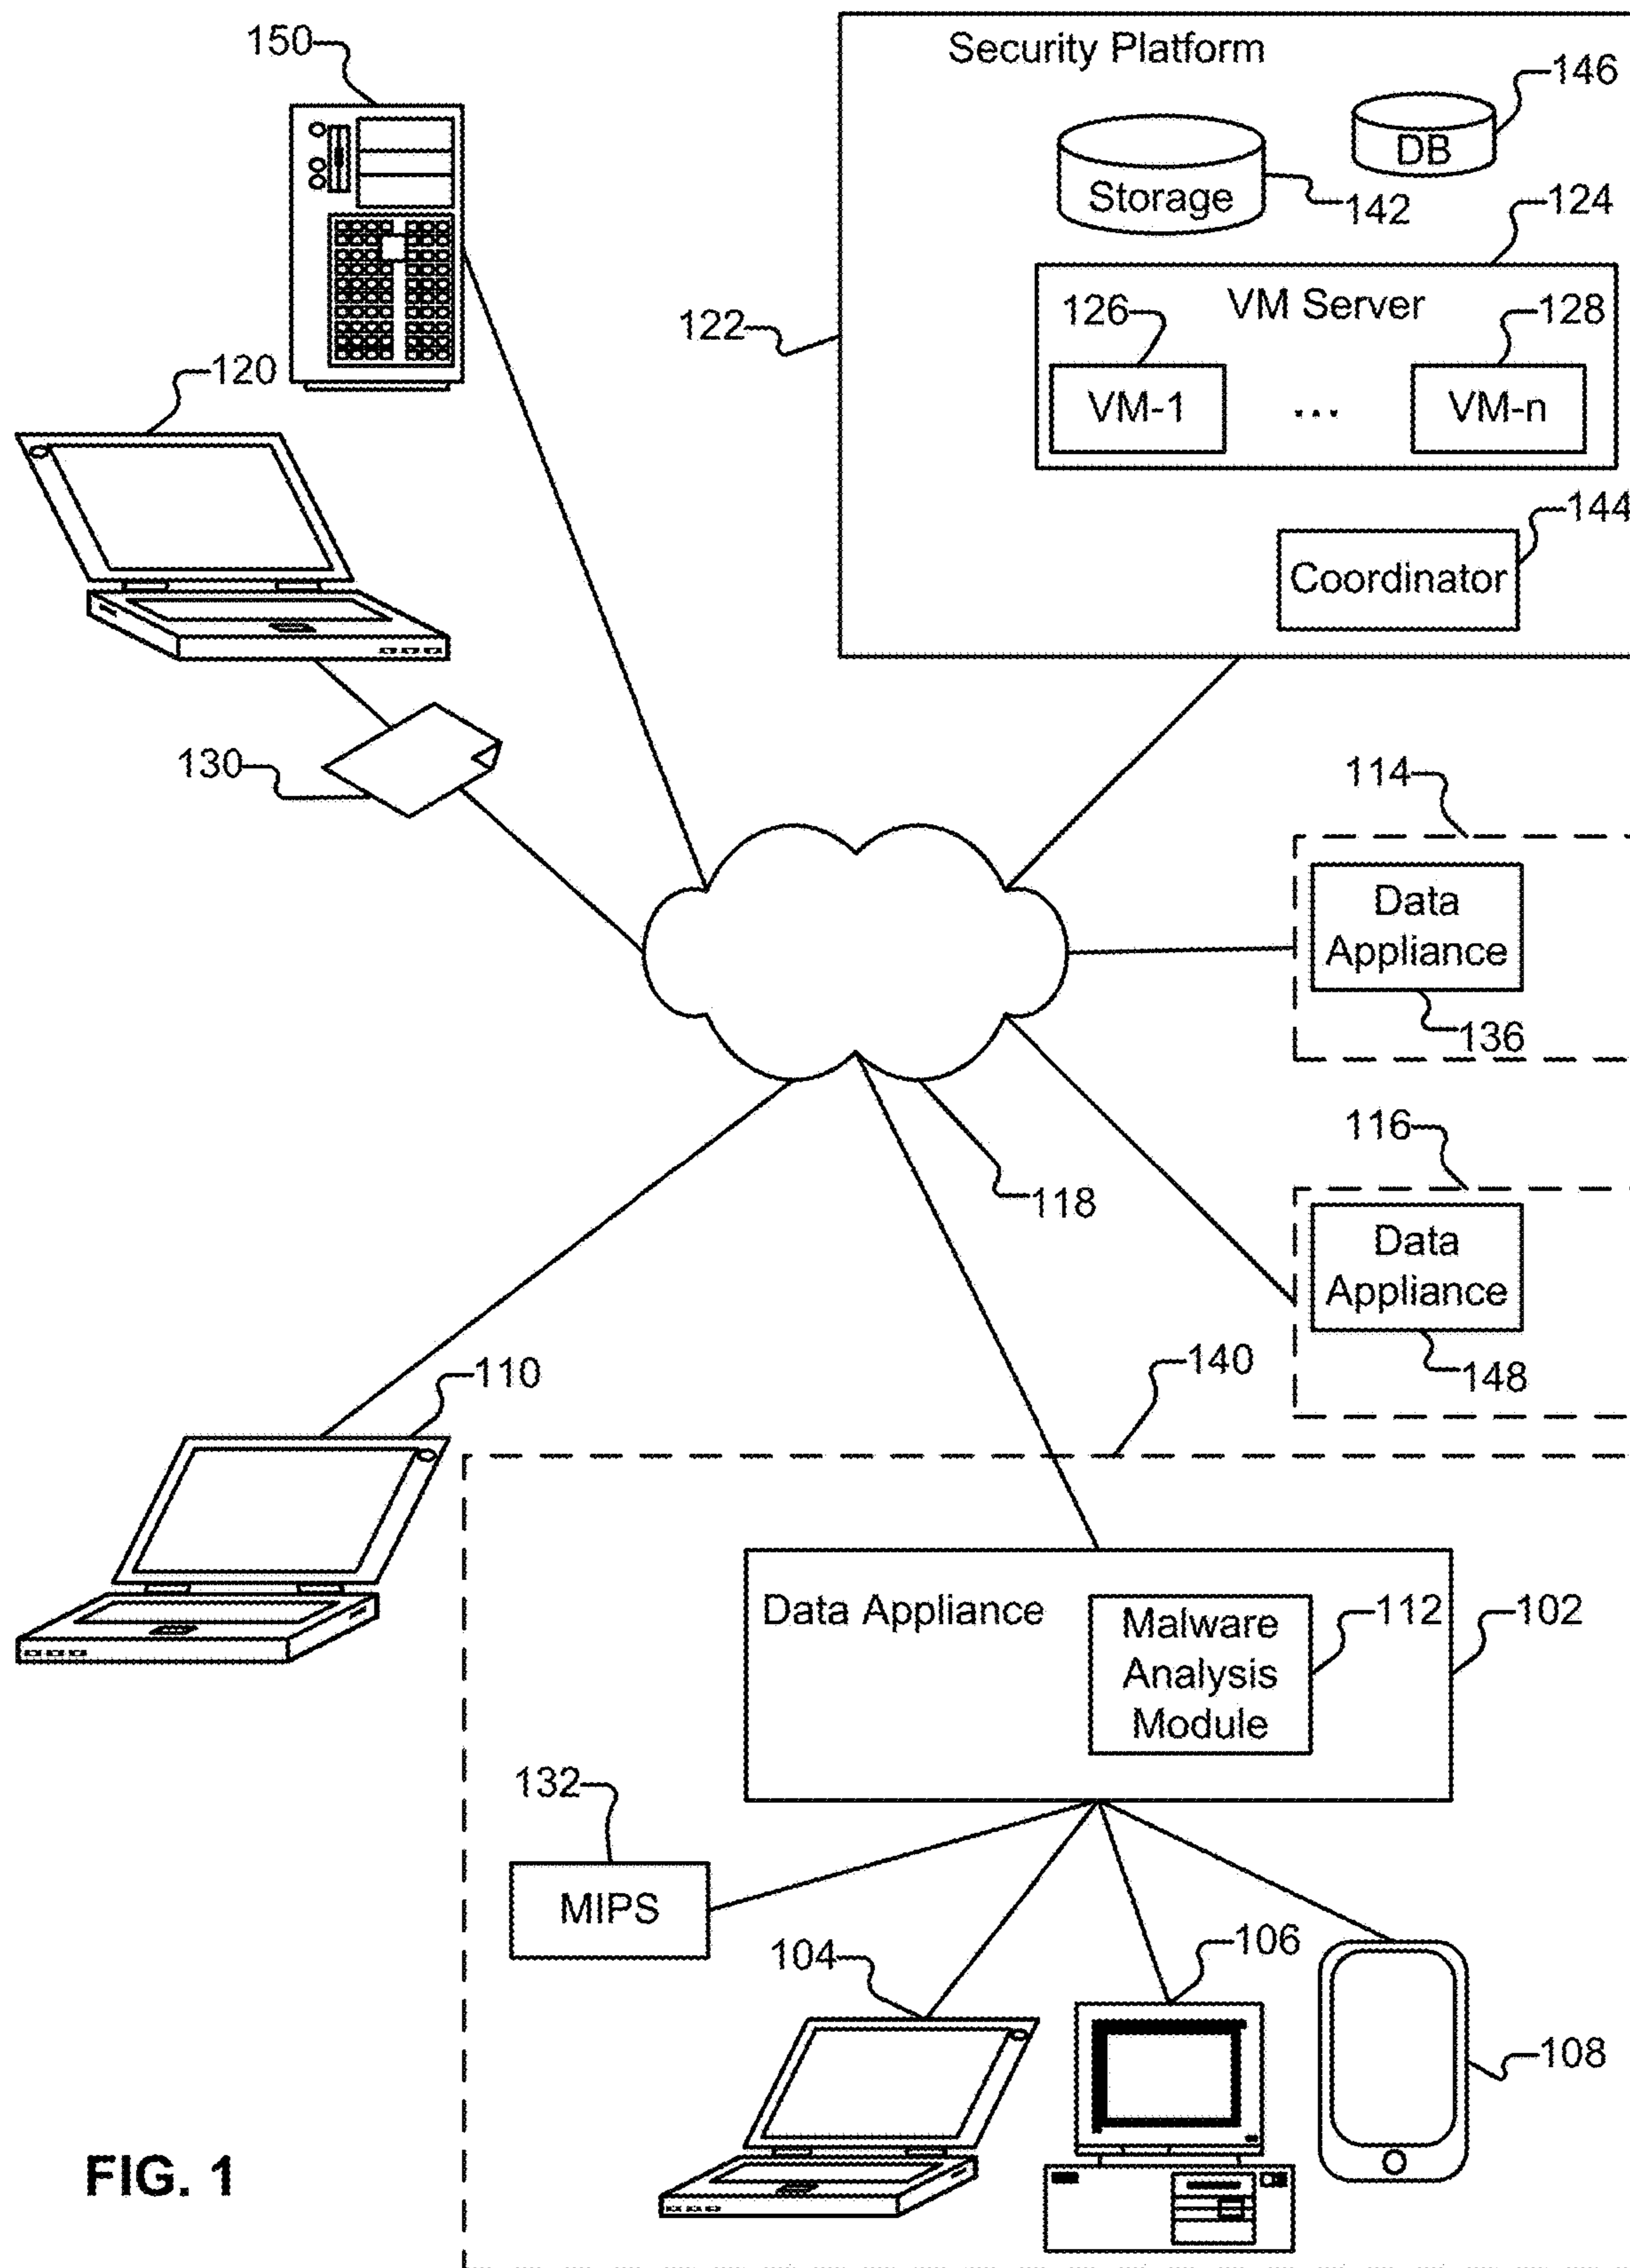 150
Security Platform
146
DB
Storage
142
124
VM Server
126
128
122
VM-1
...
VM-n
120
144
Coordinator
130
114
Data
Appliance
136
116
118
Data
Appliance
148
140
110
Data Appliance
Malware
Analysis
Module
112
102
132
MIPS
104
106
108
FIG. 1